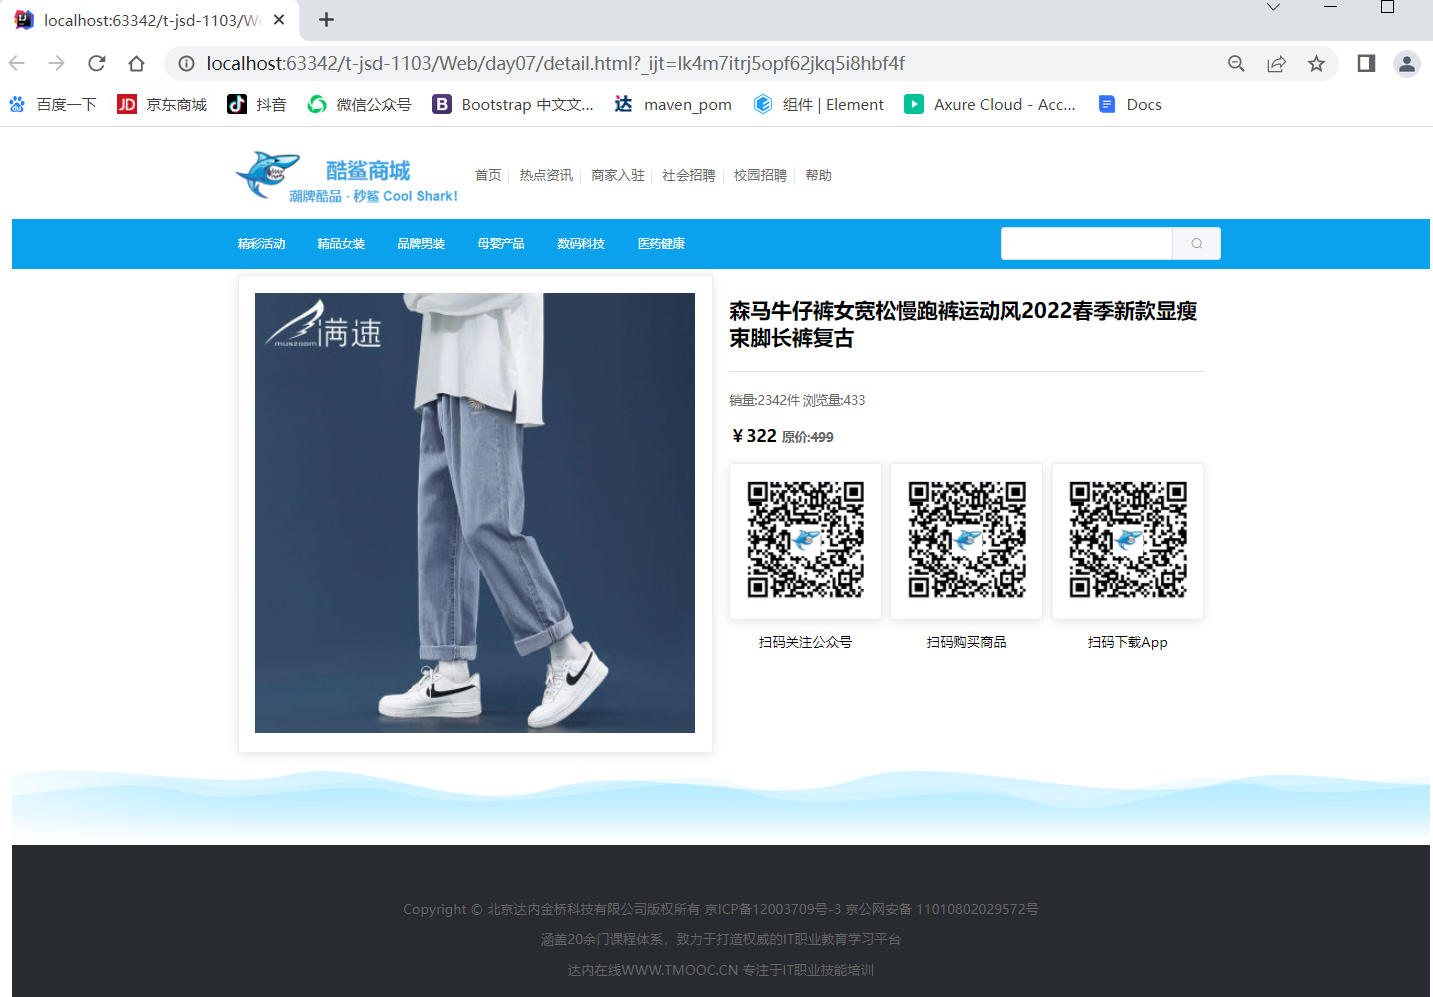 localhost:63342/t-jsd-1103/We
localhost:63342/t-jsd-1103/Web/day07/detail.html?_ijt=lk4m7itrj5opf62jkq5i8hbf4f
百度一下 JD 京东商城 抖音 微信公众号 B Bootstrap 中文文... 达 maven_pom 组件 | Element Axure Cloud - Acc... Docs
酷鲨商城
潮牌酷品 · 秒鲨 Cool Shark!
首页 热点资讯 商家入驻 社会招聘 校园招聘 帮助
精彩活动 精品女装 品牌男装 母婴产品 数码科技 医药健康
满速
muszoom
森马牛仔裤女宽松慢跑裤运动风2022春季新款显瘦
束脚长裤复古
销量:2342件 浏览量:433
￥322 原价:499
扫码关注公众号 扫码购买商品 扫码下载App
Copyright © 北京达内金桥科技有限公司版权所有 京ICP备12003709号-3 京公网安备 11010802029572号
涵盖20余门课程体系，致力于打造权威的IT职业教育学习平台
达内在线WWW.TMOOC.CN 专注于IT职业技能培训